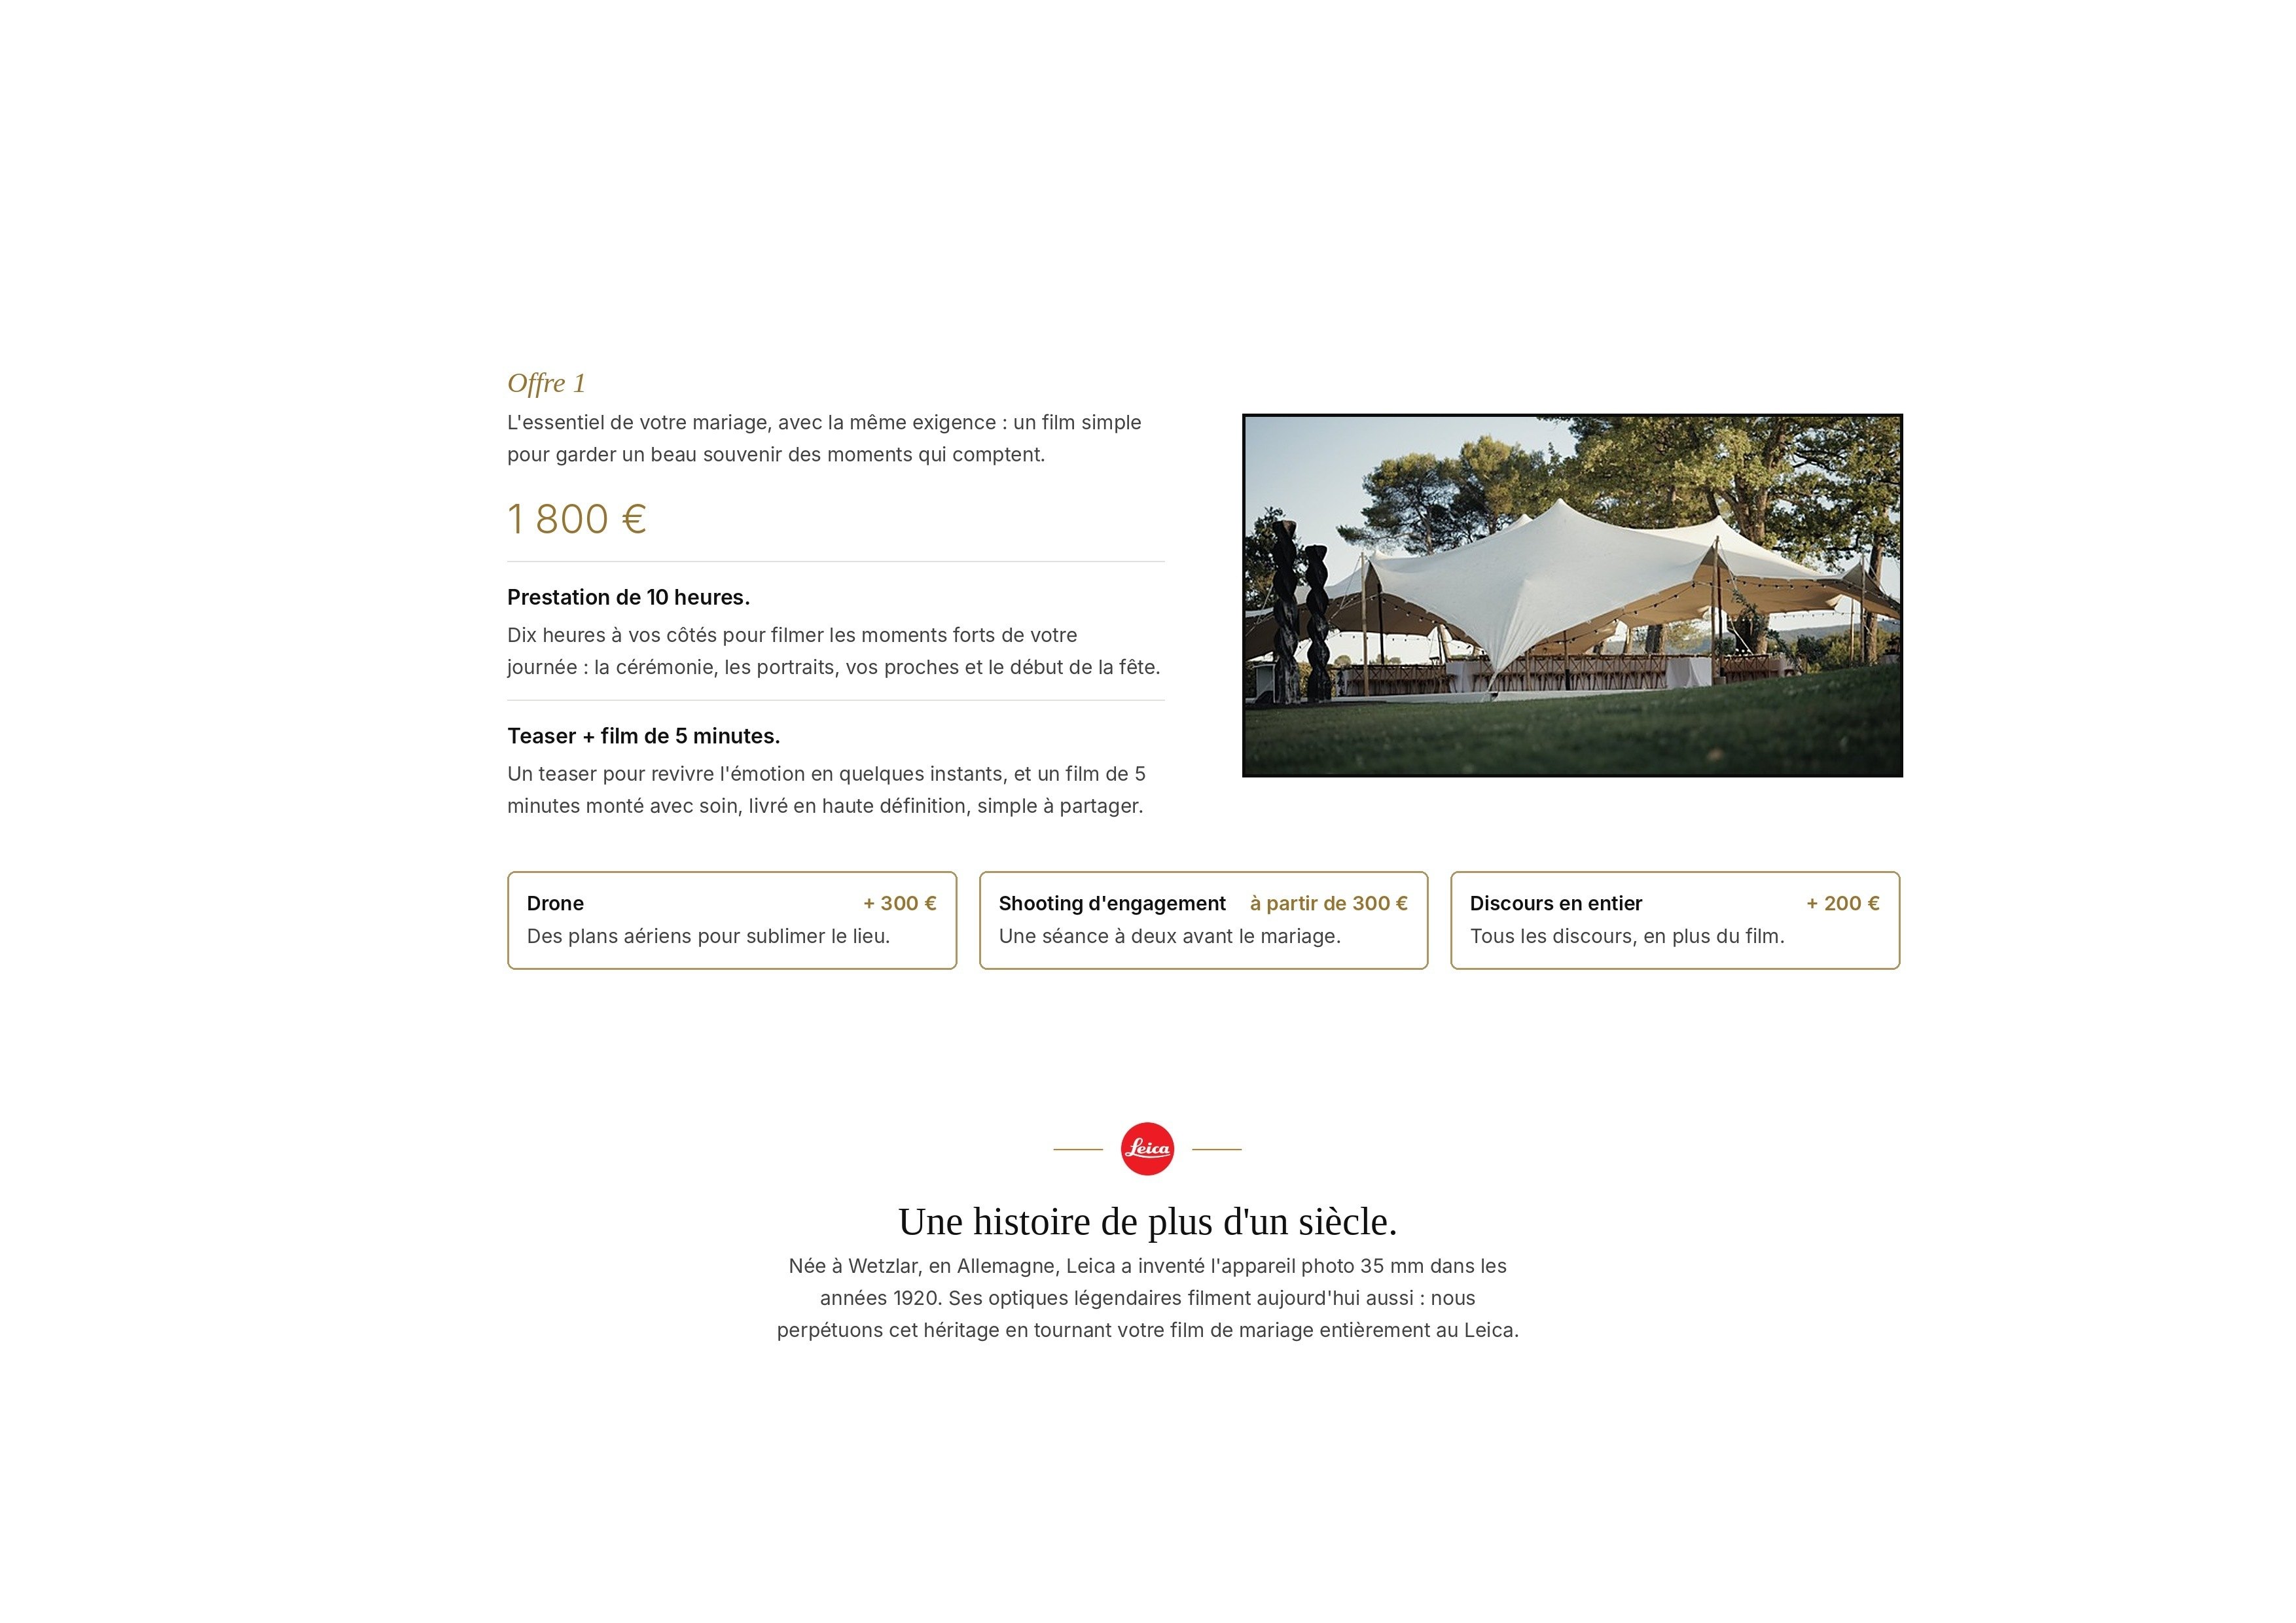 Offre 1
L'essentiel de votre mariage, avec la même exigence : un film simple
pour garder un beau souvenir des moments qui comptent.
1 800 €
Prestation de 10 heures.
Dix heures à vos côtés pour filmer les moments forts de votre
journée : la cérémonie, les portraits, vos proches et le début de la fête.
Teaser + film de 5 minutes.
Un teaser pour revivre l'émotion en quelques instants, et un film de 5
minutes monté avec soin, livré en haute définition, simple à partager.
Drone + 300 €
Des plans aériens pour sublimer le lieu.
Shooting d'engagement à partir de 300 €
Une séance à deux avant le mariage.
Discours en entier + 200 €
Tous les discours, en plus du film.
Leica
Une histoire de plus d'un siècle.
Née à Wetzlar, en Allemagne, Leica a inventé l'appareil photo 35 mm dans les
années 1920. Ses optiques légendaires filment aujourd'hui aussi : nous
perpétuons cet héritage en tournant votre film de mariage entièrement au Leica.